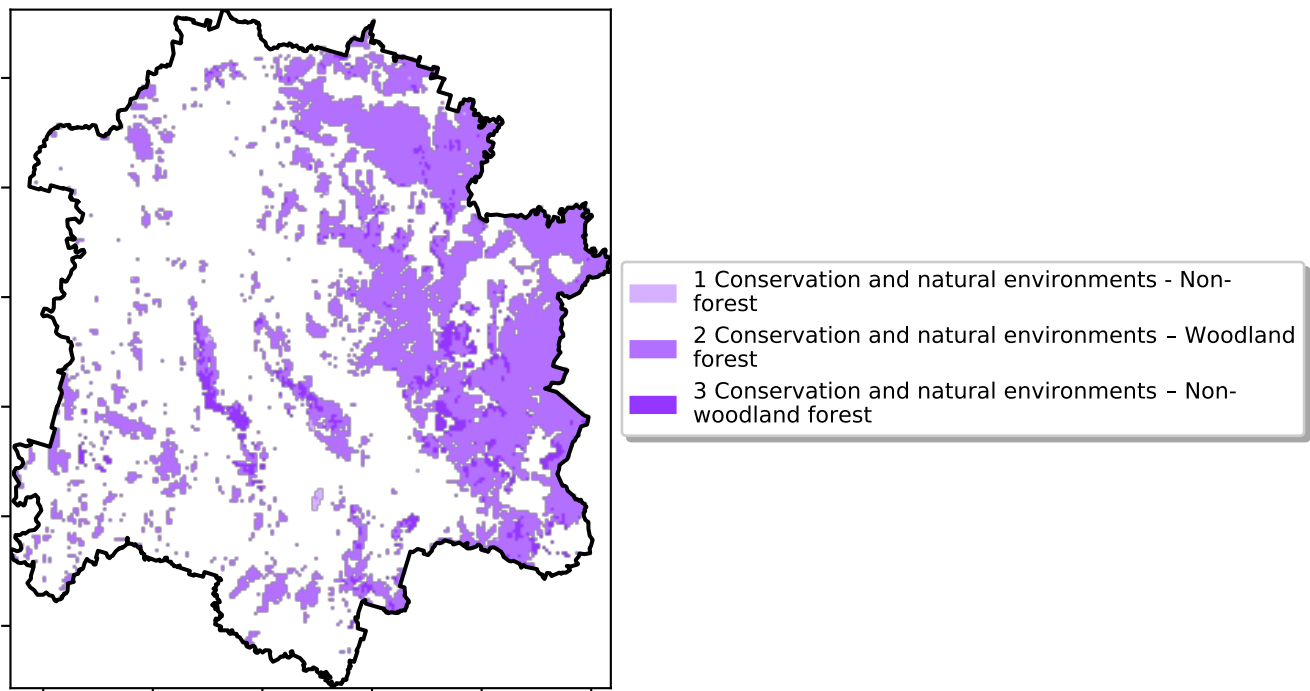 1 Conservation and natural environments - Non-
forest
2 Conservation and natural environments – Woodland
forest
3 Conservation and natural environments – Non-
woodland forest